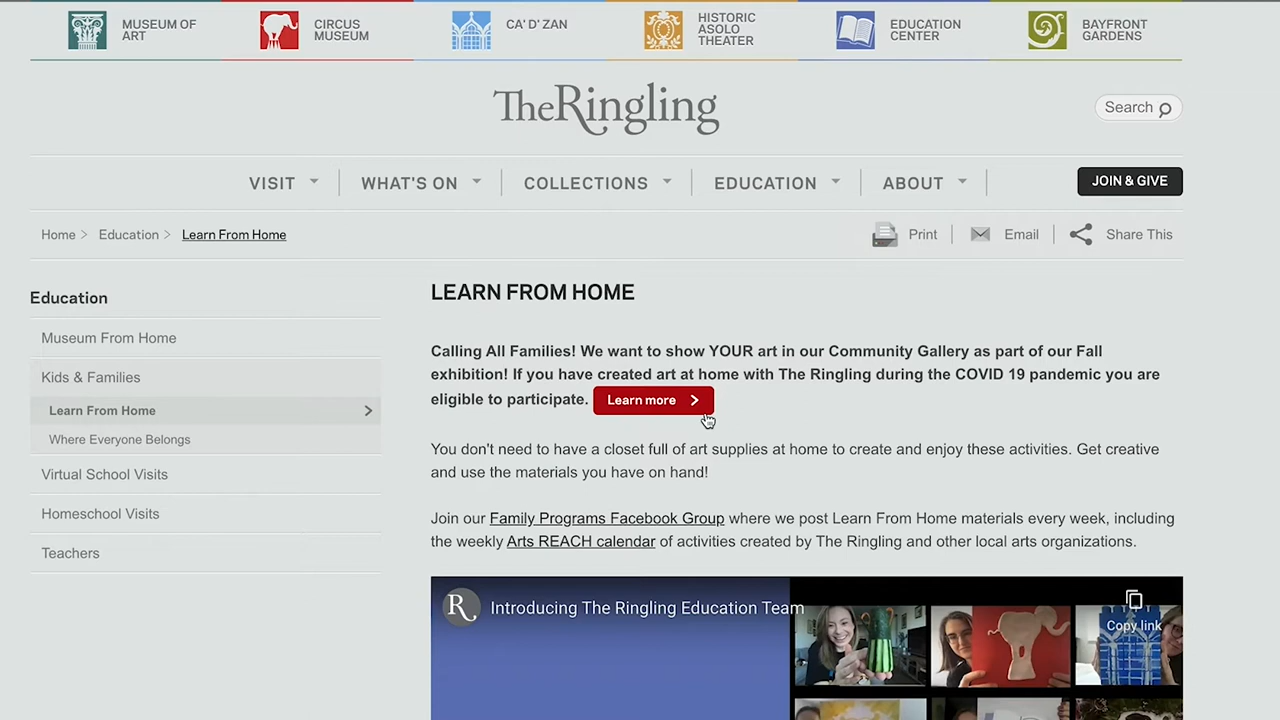 MUSEUM OF
ART
CIRCUS
MUSEUM
CA' D' ZAN
HISTORIC
ASOLO
THEATER
EDUCATION
CENTER
BAYFRONT
GARDENS
TheRingling
Search
VISIT
WHAT'S ON
COLLECTIONS
EDUCATION
ABOUT
JOIN & GIVE
Home > Education > Learn From Home
Print
Email
Share This
Education
Museum From Home
Kids & Families
Learn From Home
Where Everyone Belongs
Virtual School Visits
Homeschool Visits
Teachers
LEARN FROM HOME
Calling All Families! We want to show YOUR art in our Community Gallery as part of our Fall
exhibition! If you have created art at home with The Ringling during the COVID 19 pandemic you are
eligible to participate. Learn more
You don't need to have a closet full of art supplies at home to create and enjoy these activities. Get creative
and use the materials you have on hand!
Join our Family Programs Facebook Group where we post Learn From Home materials every week, including
the weekly Arts REACH calendar of activities created by The Ringling and other local arts organizations.
R Introducing The Ringling Education Team
Copy link